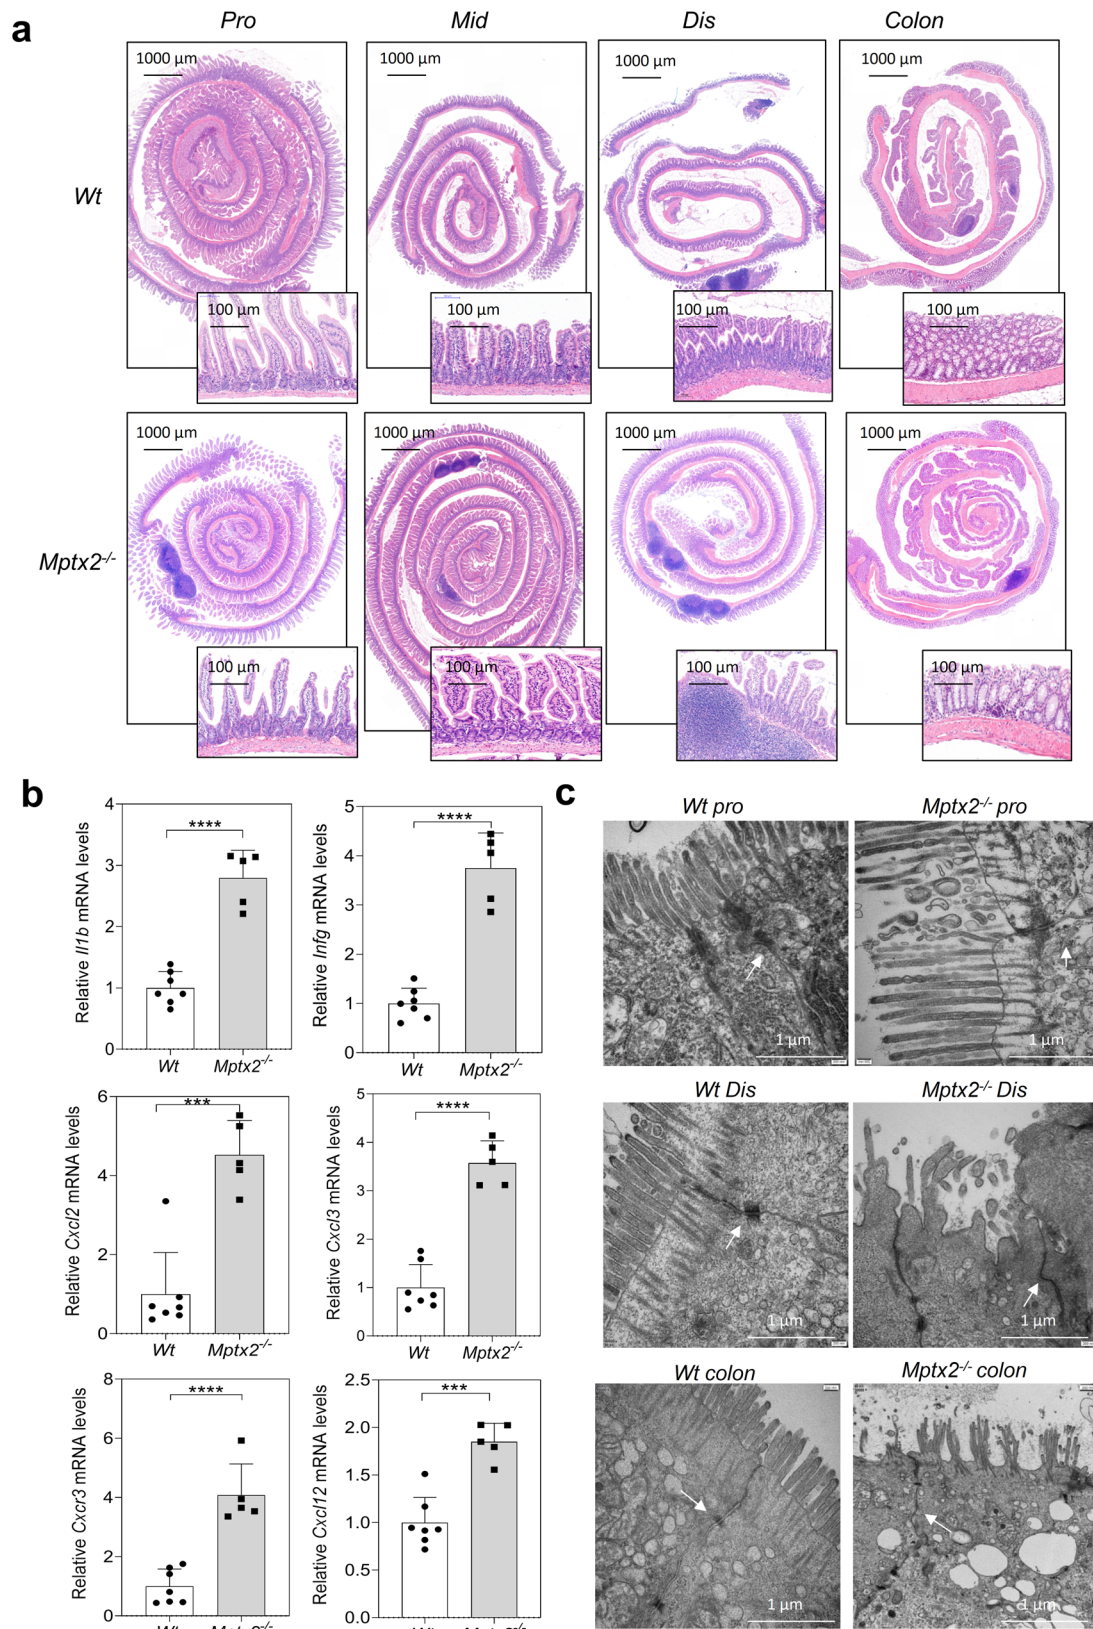 a
Pro Mid Dis Colon
Wt
1000 µm 1000 µm 1000 µm 1000 µm
100 µm 100 µm 100 µm 100 µm
Mptx2-/-
1000 µm 1000 µm 1000 µm 1000 µm
100 µm 100 µm 100 µm 100 µm
b
Relative Il1b mRNA levels
4
3
2
1
0
****
Wt Mptx2-/-
Relative Infg mRNA levels
5
4
3
2
1
0
****
Wt Mptx2-/-
Relative Cxcl2 mRNA levels
6
4
2
0
***
Wt Mptx2-/-
Relative Cxcl3 mRNA levels
5
4
3
2
1
0
****
Wt Mptx2-/-
Relative Cxcr3 mRNA levels
8
6
4
2
0
****
Wt Mptx2-/-
Relative Cxcl12 mRNA levels
2.5
2.0
1.5
1.0
0.5
0.0
***
Wt Mptx2-/-
c
Wt pro Mptx2-/- pro
1 µm 1 µm
Wt Dis Mptx2-/- Dis
1 µm 1 µm
Wt colon Mptx2-/- colon
1 µm 1 µm